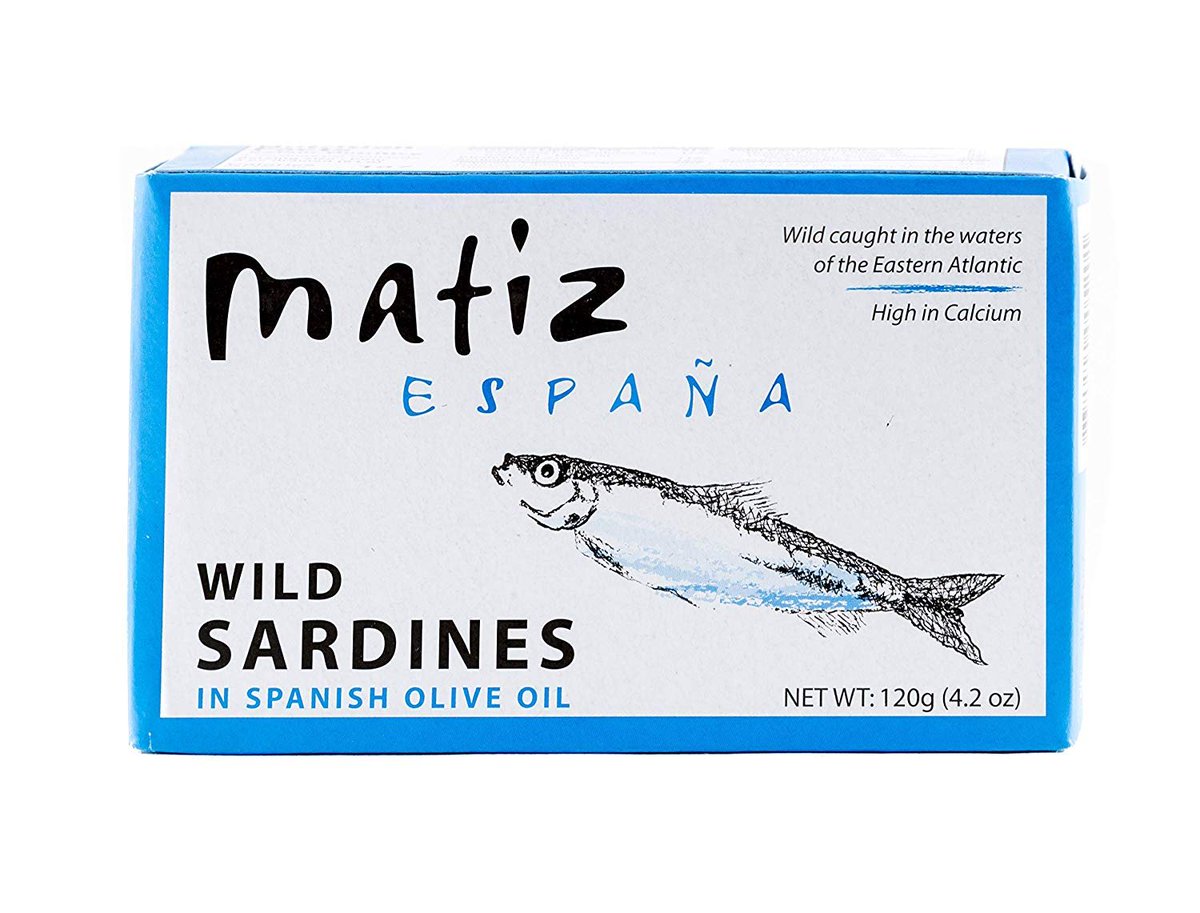 matiz
ESPAÑA
Wild caught in the waters
of the Eastern Atlantic
High in Calcium
WILD
SARDINES
IN SPANISH OLIVE OIL
NET WT: 120g (4.2 oz)